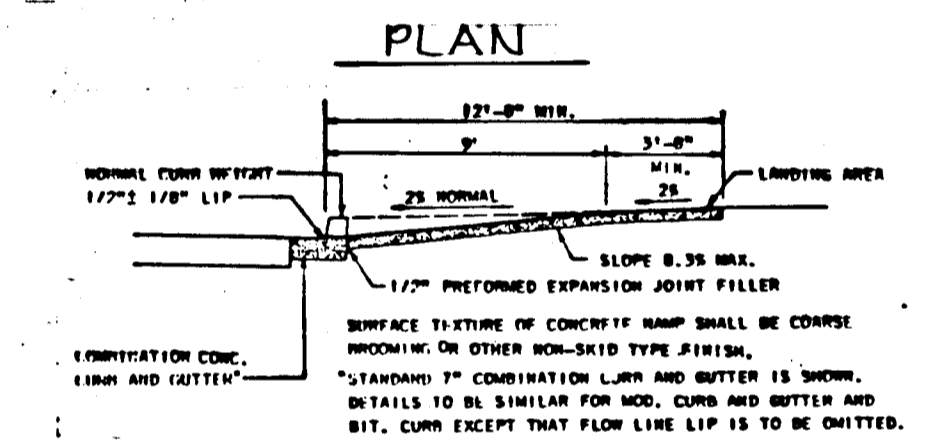 PLAN
12'-0" MIN.
9'
3'-0"
MIN.
NORMAL CURB HEIGHT
1/2"± 1/8" LIP
2% NORMAL
2%
LANDING AREA
SLOPE 8.3% MAX.
1/2" PREFORMED EXPANSION JOINT FILLER
COMBINATION CONC.
CURB AND GUTTER*
SURFACE TEXTURE OF CONCRETE RAMP SHALL BE COARSE
BROOMING OR OTHER NON-SKID TYPE FINISH.
*STANDARD 7" COMBINATION CURB AND GUTTER IS SHOWN.
DETAILS TO BE SIMILAR FOR MOD. CURB AND GUTTER AND
BIT. CURB EXCEPT THAT FLOW LINE LIP IS TO BE OMITTED.